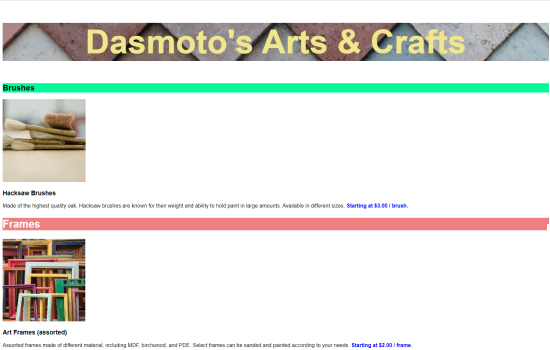 Dasmoto's Arts & Crafts
Brushes
Hacksaw Brushes
Made of the highest quality oak, Hacksaw brushes are known for their weight and ability to hold paint in large amounts. Available in different sizes. Starting at $3.00 / brush.
Frames
Art Frames (assorted)
Assorted frames made of different material, including MDF, birchwood, and PDE. Select frames can be sanded and painted according to your needs. Starting at $2.00 / frame.